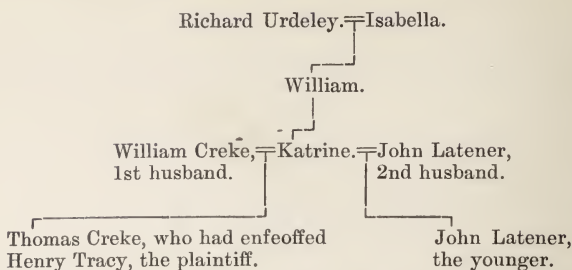 Richard Urdeley. Isabella.
William.
William Creke, Katrine. John Latener,
1st husband. 2nd husband.
Thomas Creke, who had enfeoffed John Latener,
Henry Tracy, the plaintiff. the younger.